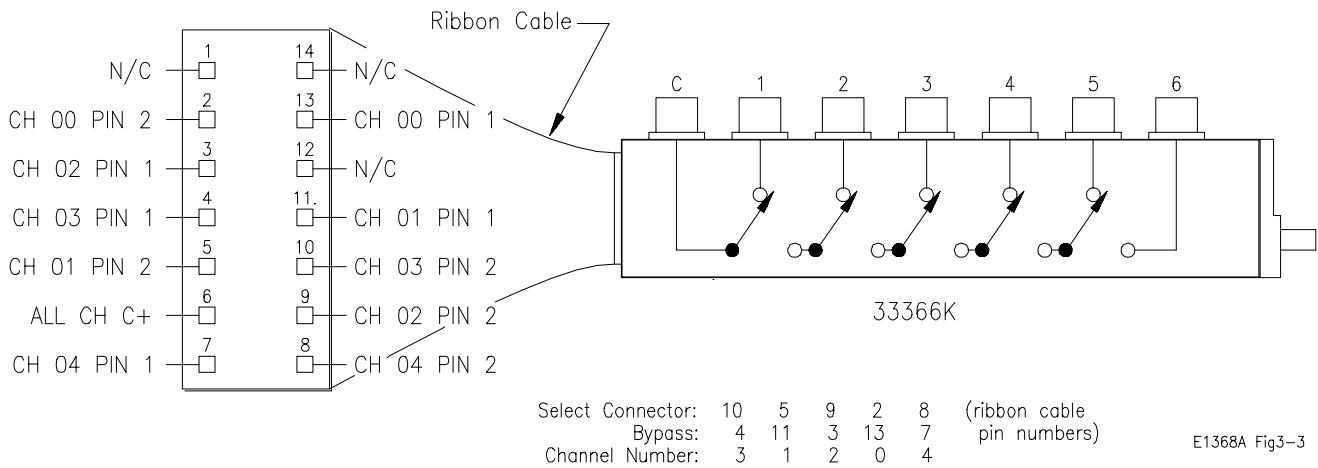 Ribbon Cable
1 14
N/C N/C
2 13
CH 00 PIN 2 CH 00 PIN 1
3 12
CH 02 PIN 1 N/C
4 11.
CH 03 PIN 1 CH 01 PIN 1
5 10
CH 01 PIN 2 CH 03 PIN 2
6 9
ALL CH C+ CH 02 PIN 2
7 8
CH 04 PIN 1 CH 04 PIN 2
C 1 2 3 4 5 6
33366K
Select Connector: 10 5 9 2 8 (ribbon cable
Bypass: 4 11 3 13 7 pin numbers)
Channel Number: 3 1 2 0 4
E1368A Fig3-3